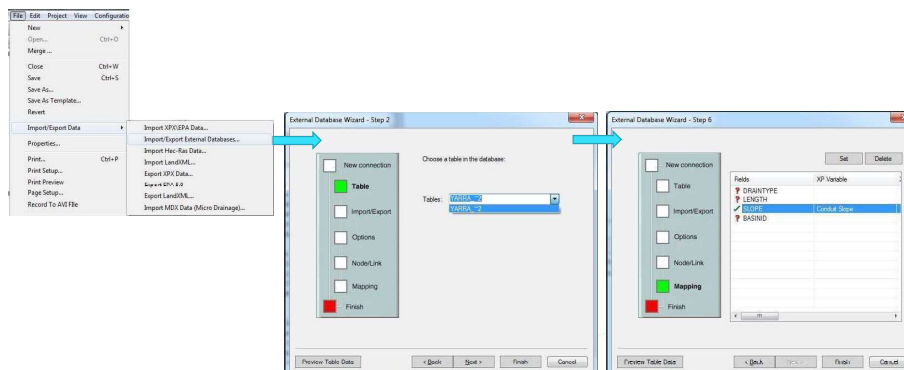 File Edit Project View Configuratio
New
Open... Ctrl+O
Merge ...
Close Ctrl+W
Save Ctrl+S
Save As...
Save As Template...
Revert
Import/Export Data
Properties...
Print... Ctrl+P
Print Setup...
Print Preview
Page Setup...
Record To AVI File
Import XPX\EPA Data...
Import/Export External Databases...
Import Hec-Ras Data...
Import LandXML...
Export XPX Data...
Export LandXML...
Import MDX Data (Micro Drainage)...
External Database Wizard - Step 2
New connection
Table
Import/Export
Options
Node/Link
Mapping
Finish
Choose a table in the database:
Tables: YARRA_~2
YARRA_~2
Preview Table Data < Back Next > Finish Cancel
External Database Wizard - Step 6
New connection
Table
Import/Export
Options
Node/Link
Mapping
Finish
Set Delete
Fields XP Variable
DRAINTYPE
LENGTH
SLOPE Conduit Slope
BASINID
Preview Table Data < Back Next > Finish Cancel